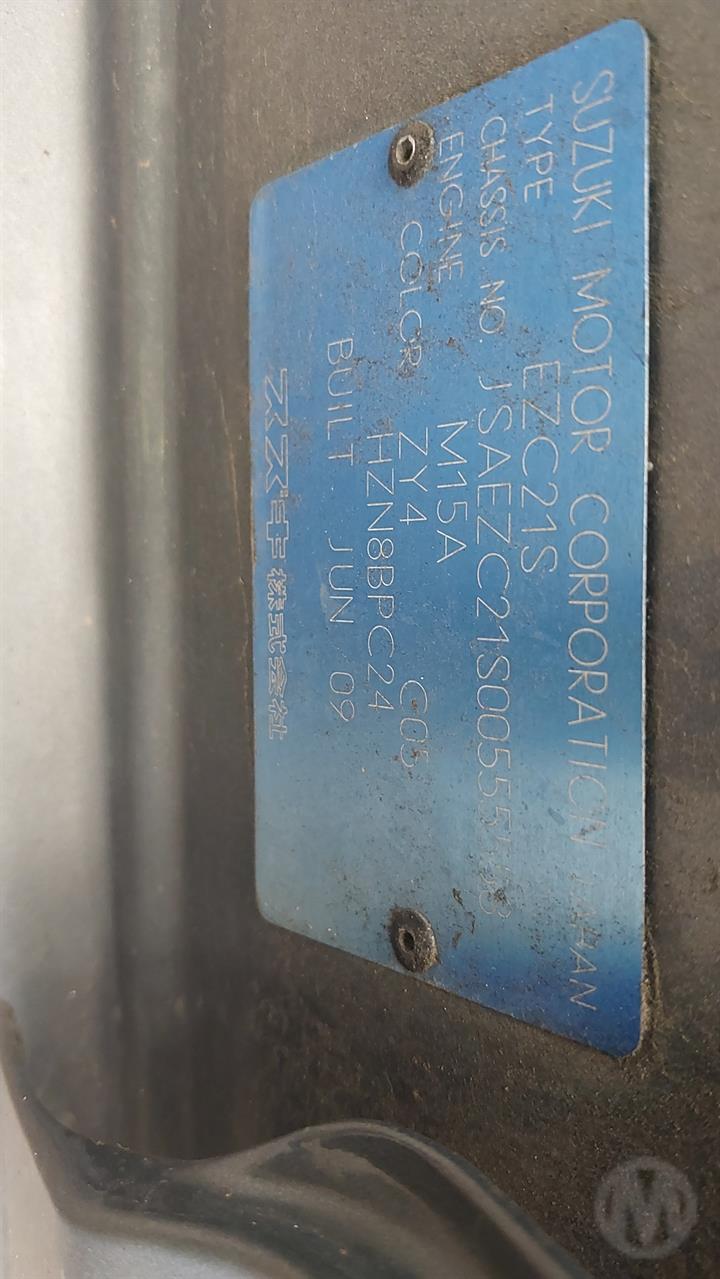 SUZUKI MOTOR CORPORATION JAPAN
TYPE EZC21S
CHASSIS NO.
ENGINE M15A
COLOR ZY4 C05
HZN8BPC24
BUILT JUN 09
スズキ株式会社
M